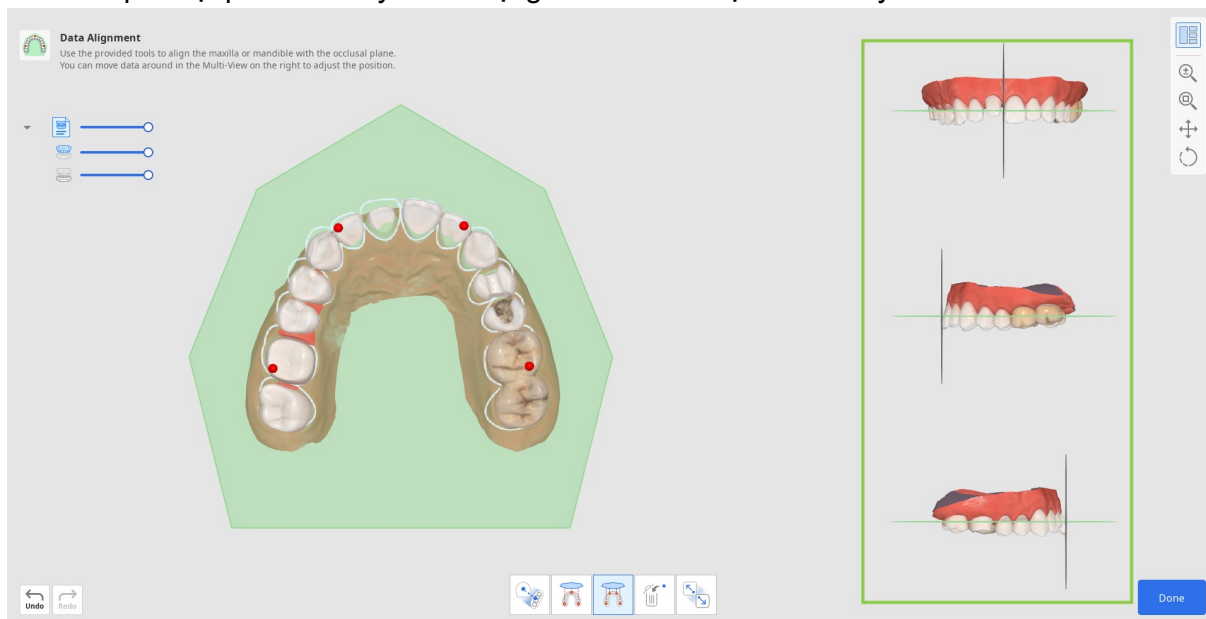 Data Alignment
Use the provided tools to align the maxilla or mandible with the occlusal plane.
You can move data around in the Multi-View on the right to adjust the position.
Undo
Redo
Done